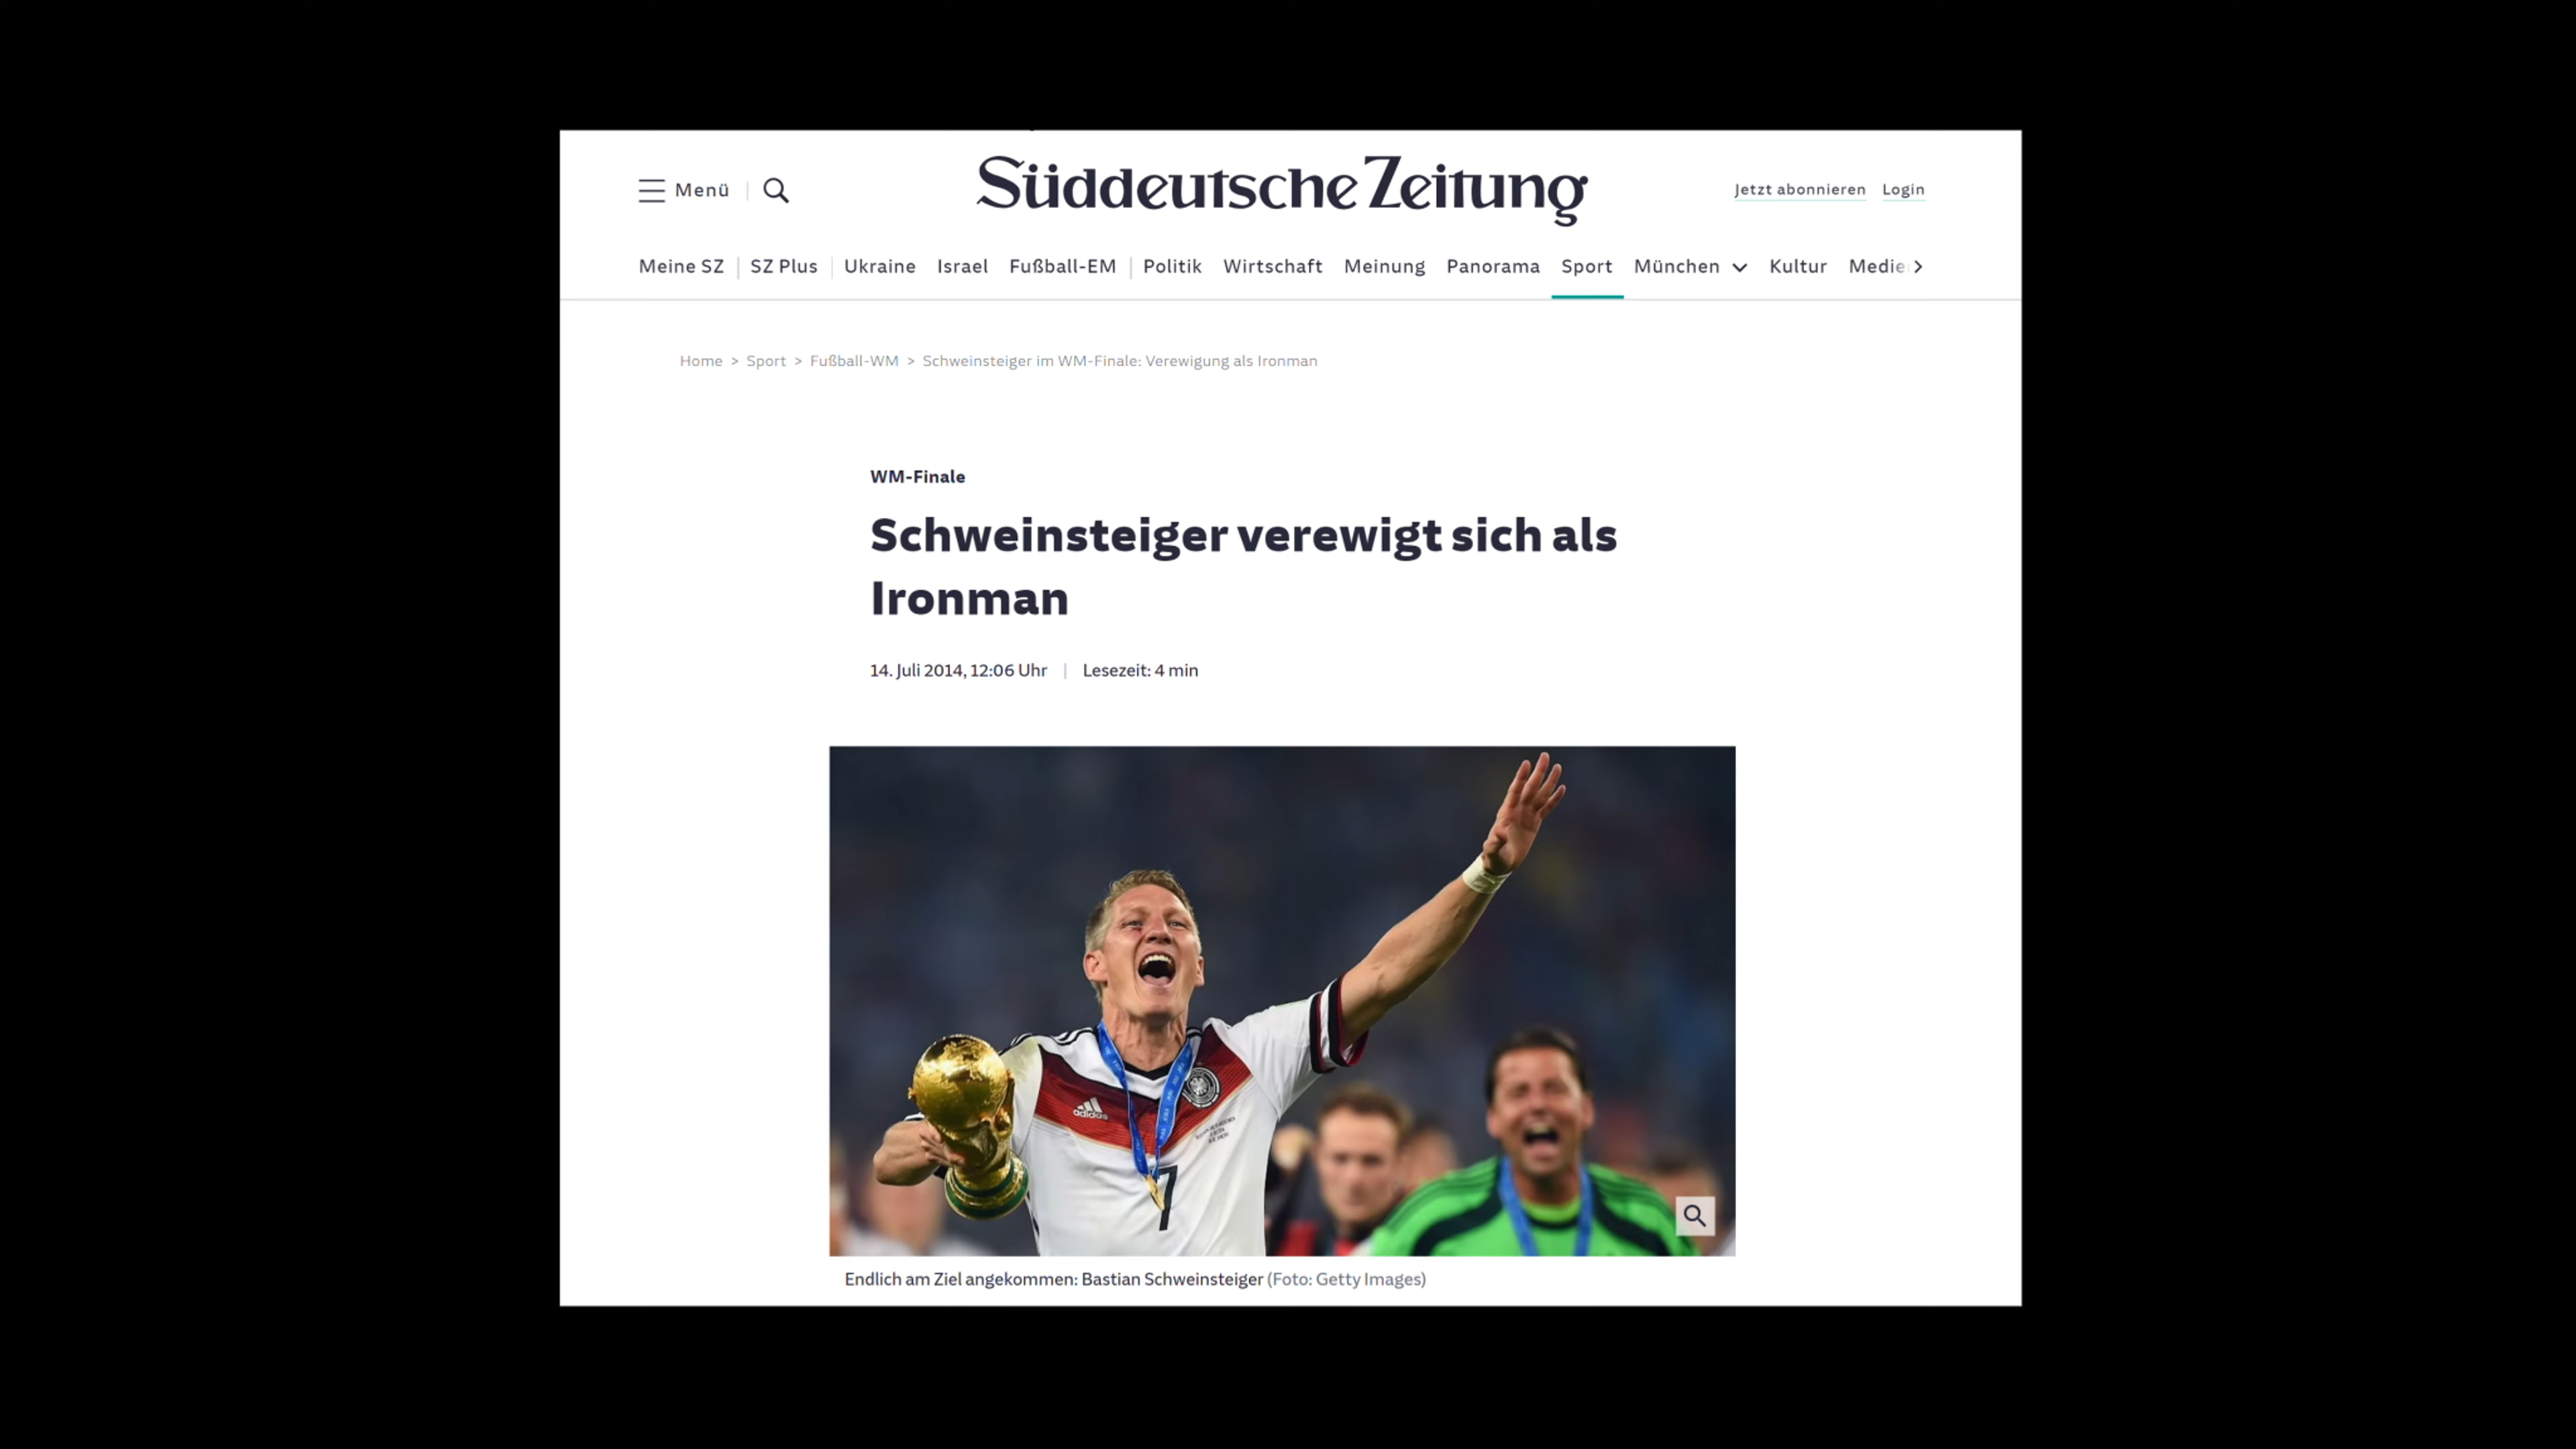 Menü
Süddeutsche Zeitung
Jetzt abonnieren Login
Meine SZ SZ Plus Ukraine Israel Fußball-EM Politik Wirtschaft Meinung Panorama Sport München Kultur Medie
Home > Sport > Fußball-WM > Schweinsteiger im WM-Finale: Verewigung als Ironman
WM-Finale
Schweinsteiger verewigt sich als
Ironman
14. Juli 2014, 12:06 Uhr | Lesezeit: 4 min
adidas
7
Endlich am Ziel angekommen: Bastian Schweinsteiger (Foto: Getty Images)